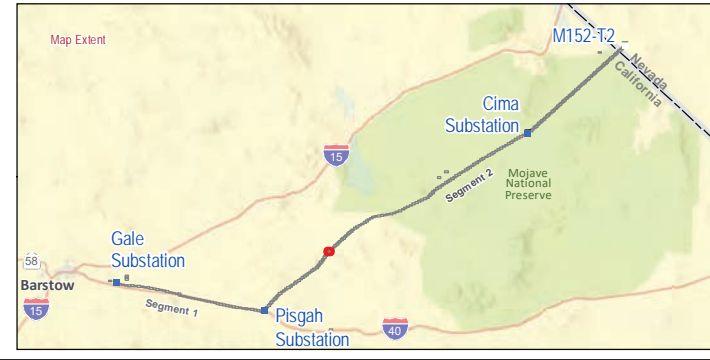 Map Extent
M152-T2
Nevada
California
Cima
Substation
15
Mojave
National
Preserve
Segment 2
Gale
Substation
58
Barstow
15
Segment 1
Pisgah
Substation
40